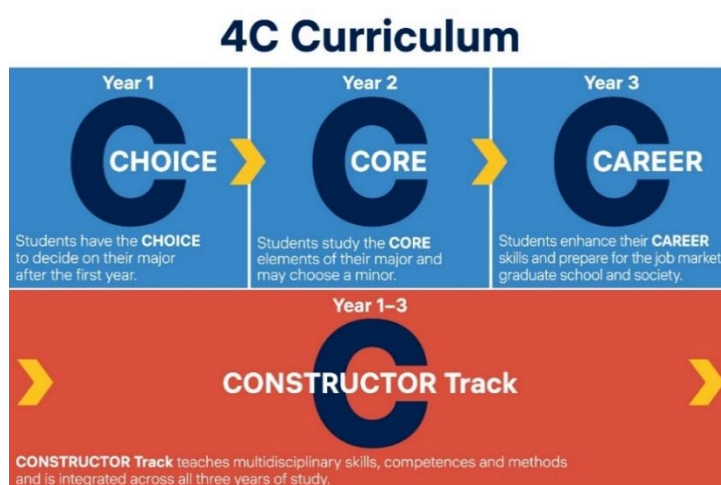 4C Curriculum
Year 1
CHOICE
Students have the CHOICE
to decide on their major
after the first year.
Year 2
CORE
Students study the CORE
elements of their major and
may choose a minor.
Year 3
CAREER
Students enhance their CAREER
skills and prepare for the job market
graduate school and society.
Year 1–3
CONSTRUCTOR Track
CONSTRUCTOR Track teaches multidisciplinary skills, competences and methods
and is integrated across all three years of study.